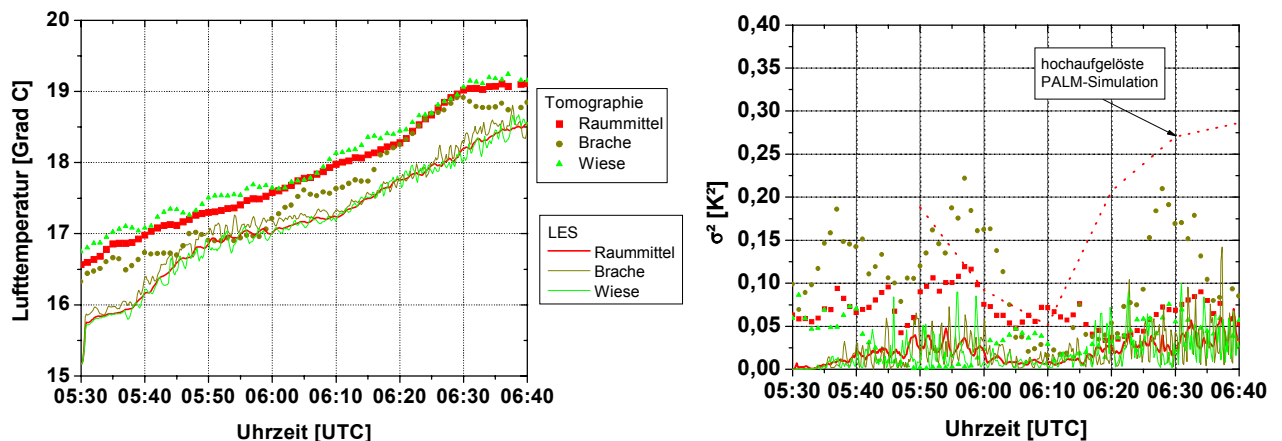 20
19
18
17
16
15
Lufttemperatur [Grad C]
05:30 05:40 05:50 06:00 06:10 06:20 06:30 06:40
Uhrzeit [UTC]
Tomographie
Raummittel
Brache
Wiese
LES
Raummittel
Brache
Wiese
0,40
0,35
0,30
0,25
0,20
0,15
0,10
0,05
0,00
σ² [K²]
hochaufgelöste
PALM-Simulation
05:30 05:40 05:50 06:00 06:10 06:20 06:30 06:40
Uhrzeit [UTC]